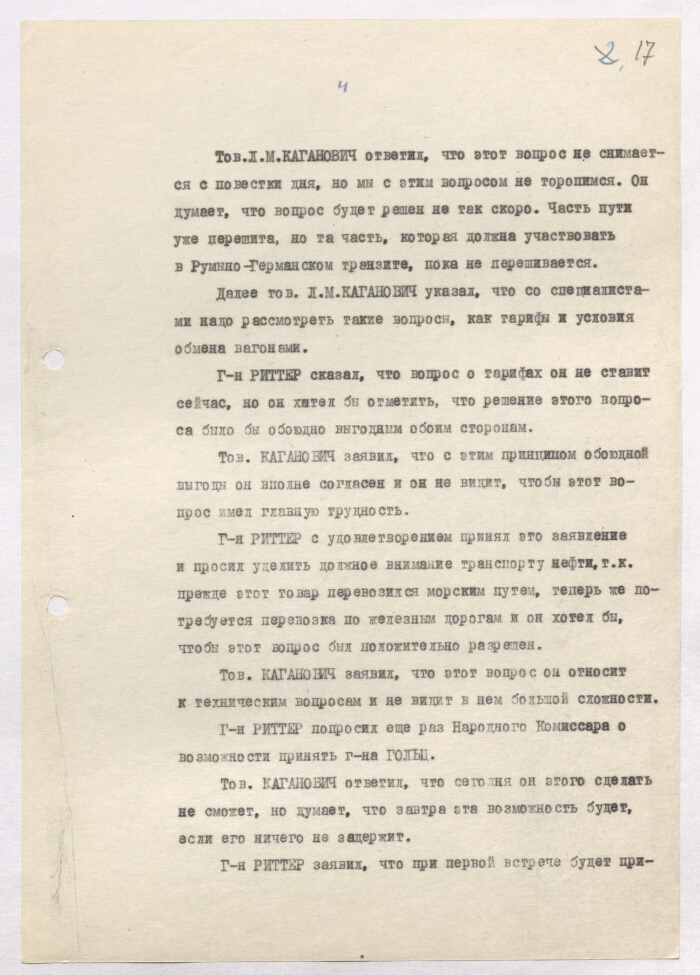 2, 17
4
Тов.Л.М.КАГАНОВИЧ ответил, что этот вопрос не снимает-
ся с повестки дня, но мы с этим вопросом не торопимся. Он
думает, что вопрос будет решен не так скоро. Часть пути
уже перешита, но та часть, которая должна участвовать
в Румыно-Германском транзите, пока не перешивается.
Далее тов. Л.М.КАГАНОВИЧ указал, что со специалиста-
ми надо рассмотреть такие вопросы, как тарифы и условия
обмена вагонами.
Г-н РИТТЕР сказал, что вопрос о тарифах он не ставит
сейчас, но он хотел бы отметить, что решение этого вопро-
са было бы обоюдно выгодным обоим сторонам.
Тов. КАГАНОВИЧ заявил, что с этим принципом обоюдной
выгоды он вполне согласен и он не видит, чтобы этот во-
прос имел главную трудность.
Г-н РИТТЕР с удовлетворением принял это заявление
и просил уделить должное внимание транспорту нефти,т.к.
прежде этот товар перевозился морским путем, теперь же по-
требуется перевозка по железным дорогам и он хотел бы,
чтобы этот вопрос был положительно разрешен.
Тов. КАГАНОВИЧ заявил, что этот вопрос он относит
к техническим вопросам и не видит в нем большой сложности.
Г-н РИТТЕР попросил еще раз Народного Комиссара о
возможности принять г-на ГОЛЬЦ.
Тов. КАГАНОВИЧ ответил, что сегодня он этого сделать
не сможет, но думает, что завтра эта возможность будет,
если его ничего не задержит.
Г-н РИТТЕР заявил, что при первой встрече будет при-